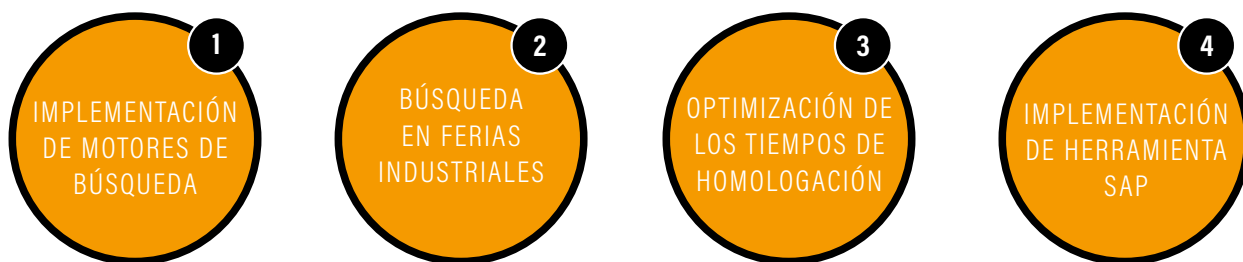 1
IMPLEMENTACIÓN
DE MOTORES DE
BÚSQUEDA
2
BÚSQUEDA
EN FERIAS
INDUSTRIALES
3
OPTIMIZACIÓN DE
LOS TIEMPOS DE
HOMOLOGACIÓN
4
IMPLEMENTACIÓN
DE HERRAMIENTA
SAP